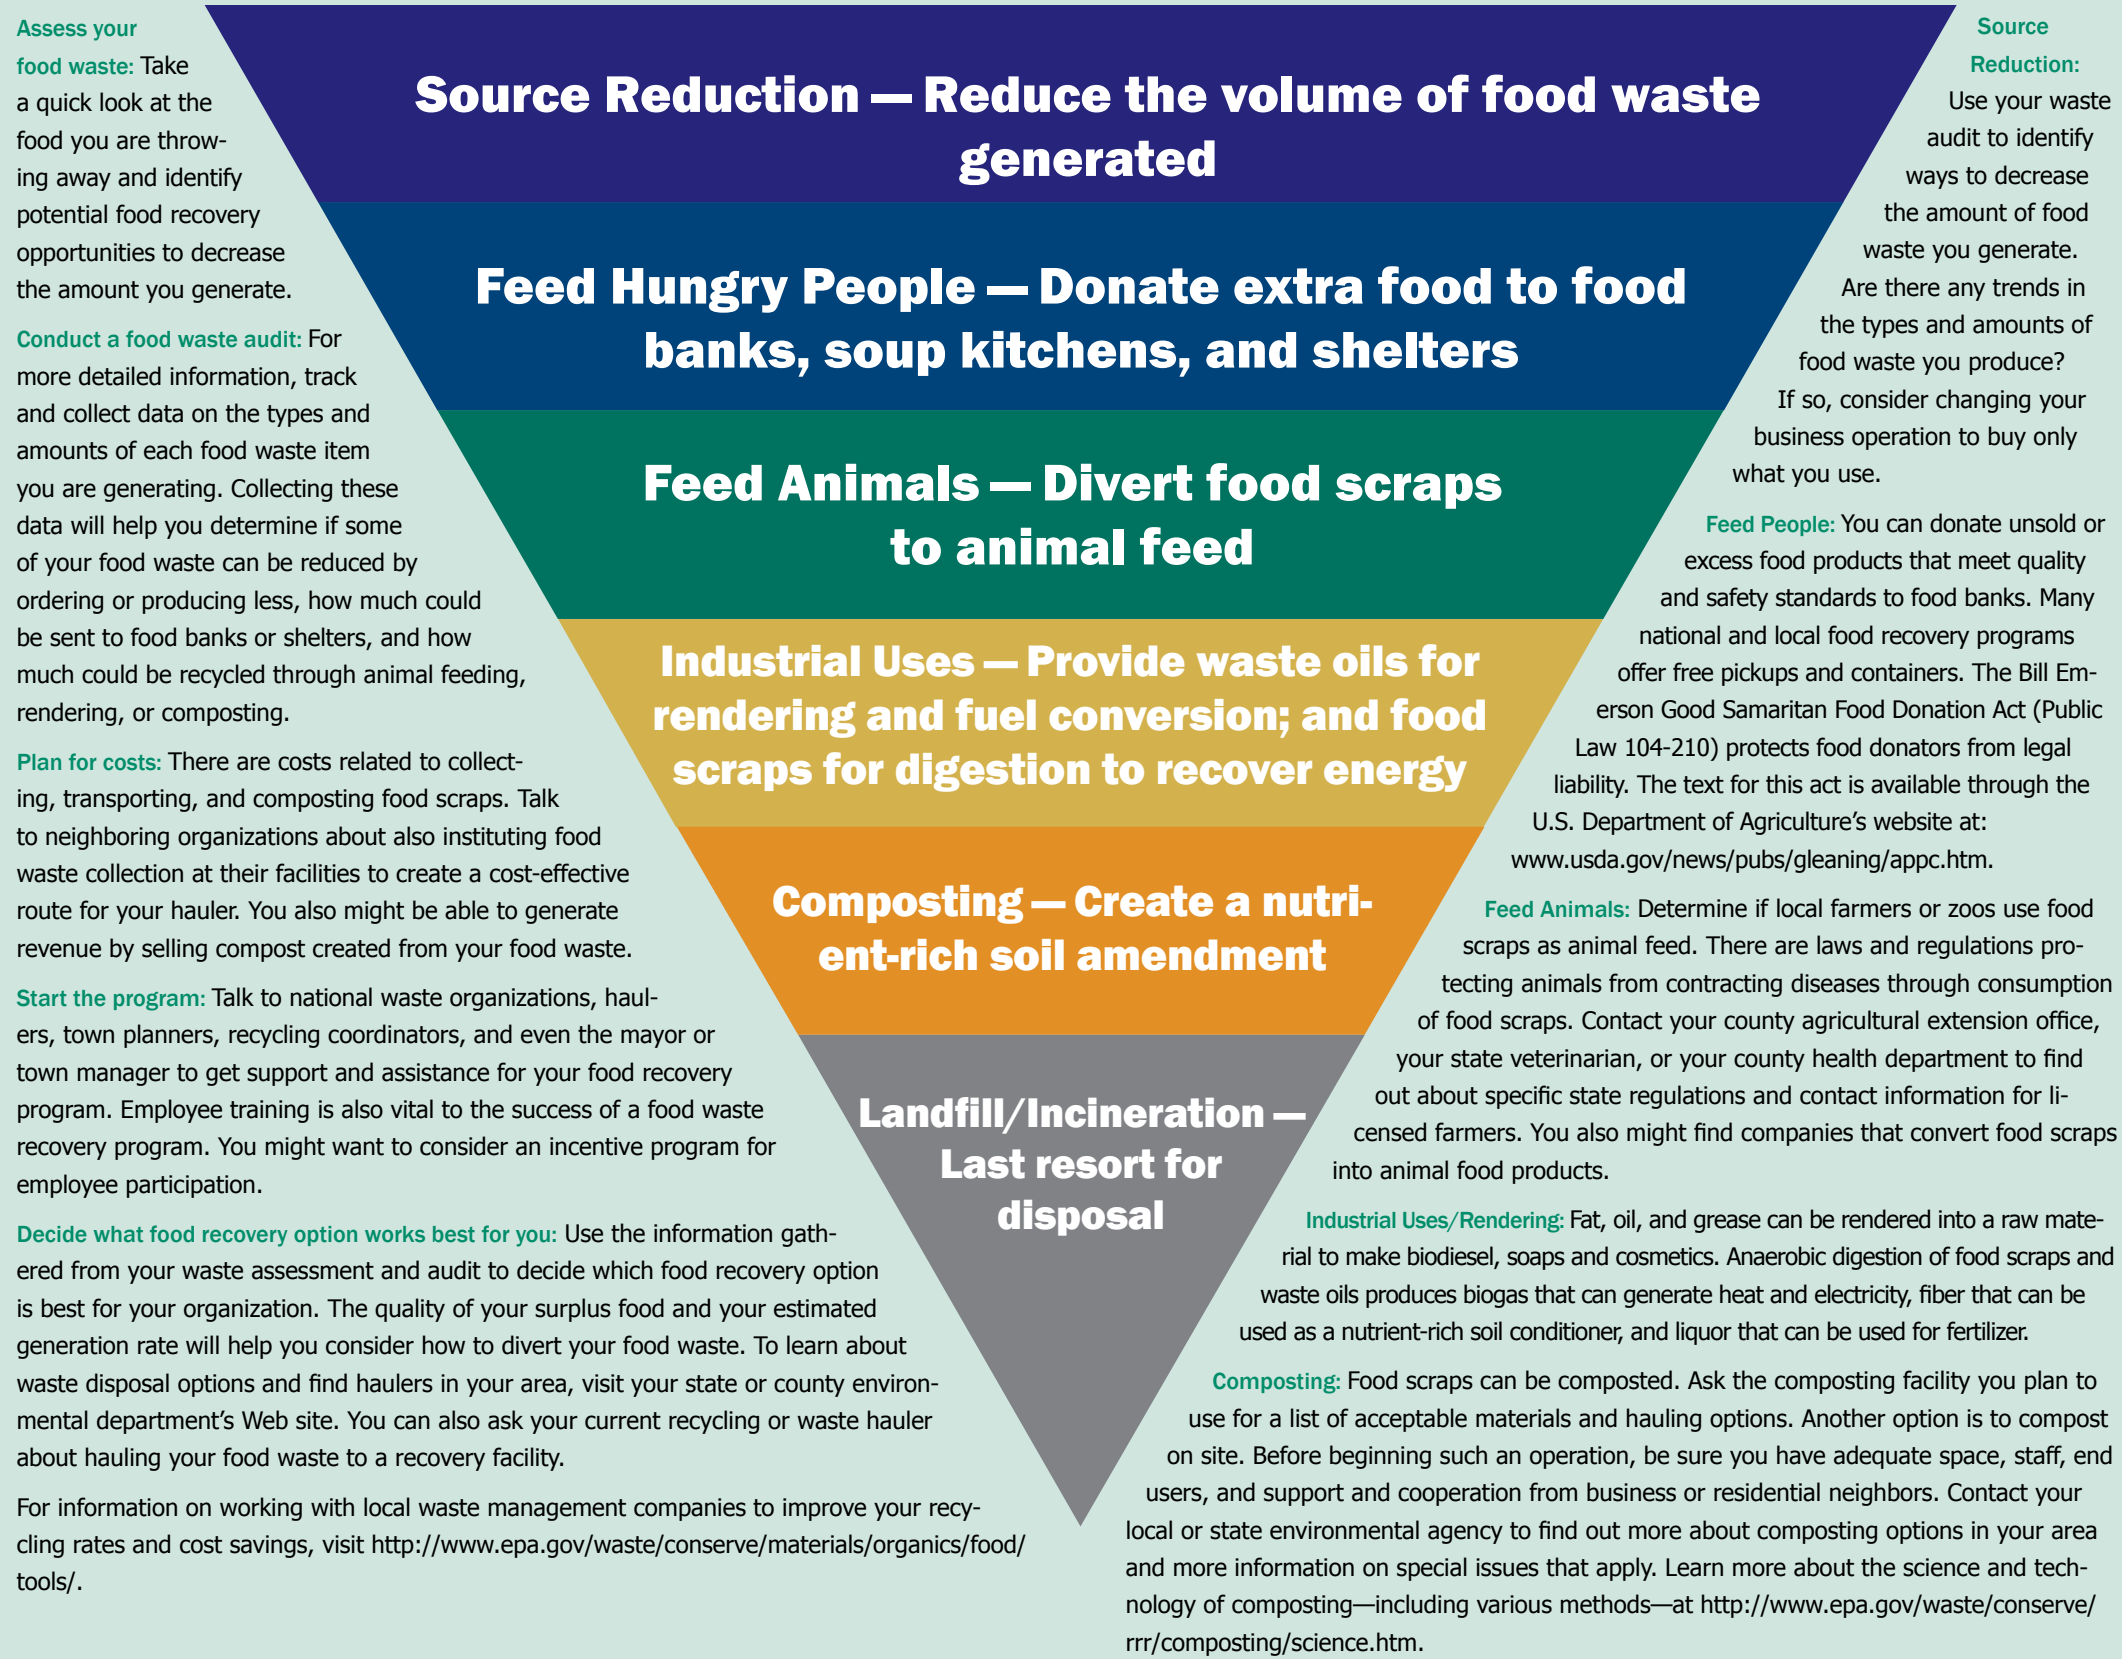 Assess your
food waste: Take
a quick look at the
food you are throw-
ing away and identify
potential food recovery
opportunities to decrease
the amount you generate.
Conduct a food waste audit: For
more detailed information, track
and collect data on the types and
amounts of each food waste item
you are generating. Collecting these
data will help you determine if some
of your food waste can be reduced by
ordering or producing less, how much could
be sent to food banks or shelters, and how
much could be recycled through animal feeding,
rendering, or composting.
Plan for costs: There are costs related to collect-
ing, transporting, and composting food scraps. Talk
to neighboring organizations about also instituting food
waste collection at their facilities to create a cost-effective
route for your hauler. You also might be able to generate
revenue by selling compost created from your food waste.
Start the program: Talk to national waste organizations, haul-
ers, town planners, recycling coordinators, and even the mayor or
town manager to get support and assistance for your food recovery
program. Employee training is also vital to the success of a food waste
recovery program. You might want to consider an incentive program for
employee participation.
Decide what food recovery option works best for you: Use the information gath-
ered from your waste assessment and audit to decide which food recovery option
is best for your organization. The quality of your surplus food and your estimated
generation rate will help you consider how to divert your food waste. To learn about
waste disposal options and find haulers in your area, visit your state or county environ-
mental department's Web site. You can also ask your current recycling or waste hauler
about hauling your food waste to a recovery facility.
For information on working with local waste management companies to improve your recy-
cling rates and cost savings, visit http://www.epa.gov/waste/conserve/materials/organics/food/
tools/.
Source Reduction — Reduce the volume of food waste
generated
Feed Hungry People — Donate extra food to food
banks, soup kitchens, and shelters
Feed Animals — Divert food scraps
to animal feed
Industrial Uses — Provide waste oils for
rendering and fuel conversion; and food
scraps for digestion to recover energy
Composting — Create a nutri-
ent-rich soil amendment
Landfill/Incineration —
Last resort for
disposal
Source
Reduction:
Use your waste
audit to identify
ways to decrease
the amount of food
waste you generate.
Are there any trends in
the types and amounts of
food waste you produce?
If so, consider changing your
business operation to buy only
what you use.
Feed People: You can donate unsold or
excess food products that meet quality
and safety standards to food banks. Many
national and local food recovery programs
offer free pickups and containers. The Bill Em-
erson Good Samaritan Food Donation Act (Public
Law 104-210) protects food donators from legal
liability. The text for this act is available through the
U.S. Department of Agriculture's website at:
www.usda.gov/news/pubs/gleaning/appc.htm.
Feed Animals: Determine if local farmers or zoos use food
scraps as animal feed. There are laws and regulations pro-
tecting animals from contracting diseases through consumption
of food scraps. Contact your county agricultural extension office,
your state veterinarian, or your county health department to find
out about specific state regulations and contact information for li-
censed farmers. You also might find companies that convert food scraps
into animal food products.
Industrial Uses/Rendering: Fat, oil, and grease can be rendered into a raw mate-
rial to make biodiesel, soaps and cosmetics. Anaerobic digestion of food scraps and
waste oils produces biogas that can generate heat and electricity, fiber that can be
used as a nutrient-rich soil conditioner, and liquor that can be used for fertilizer.
Composting: Food scraps can be composted. Ask the composting facility you plan to
use for a list of acceptable materials and hauling options. Another option is to compost
on site. Before beginning such an operation, be sure you have adequate space, staff, end
users, and support and cooperation from business or residential neighbors. Contact your
local or state environmental agency to find out more about composting options in your area
and more information on special issues that apply. Learn more about the science and tech-
nology of composting—including various methods—at http://www.epa.gov/waste/conserve/
rrr/composting/science.htm.